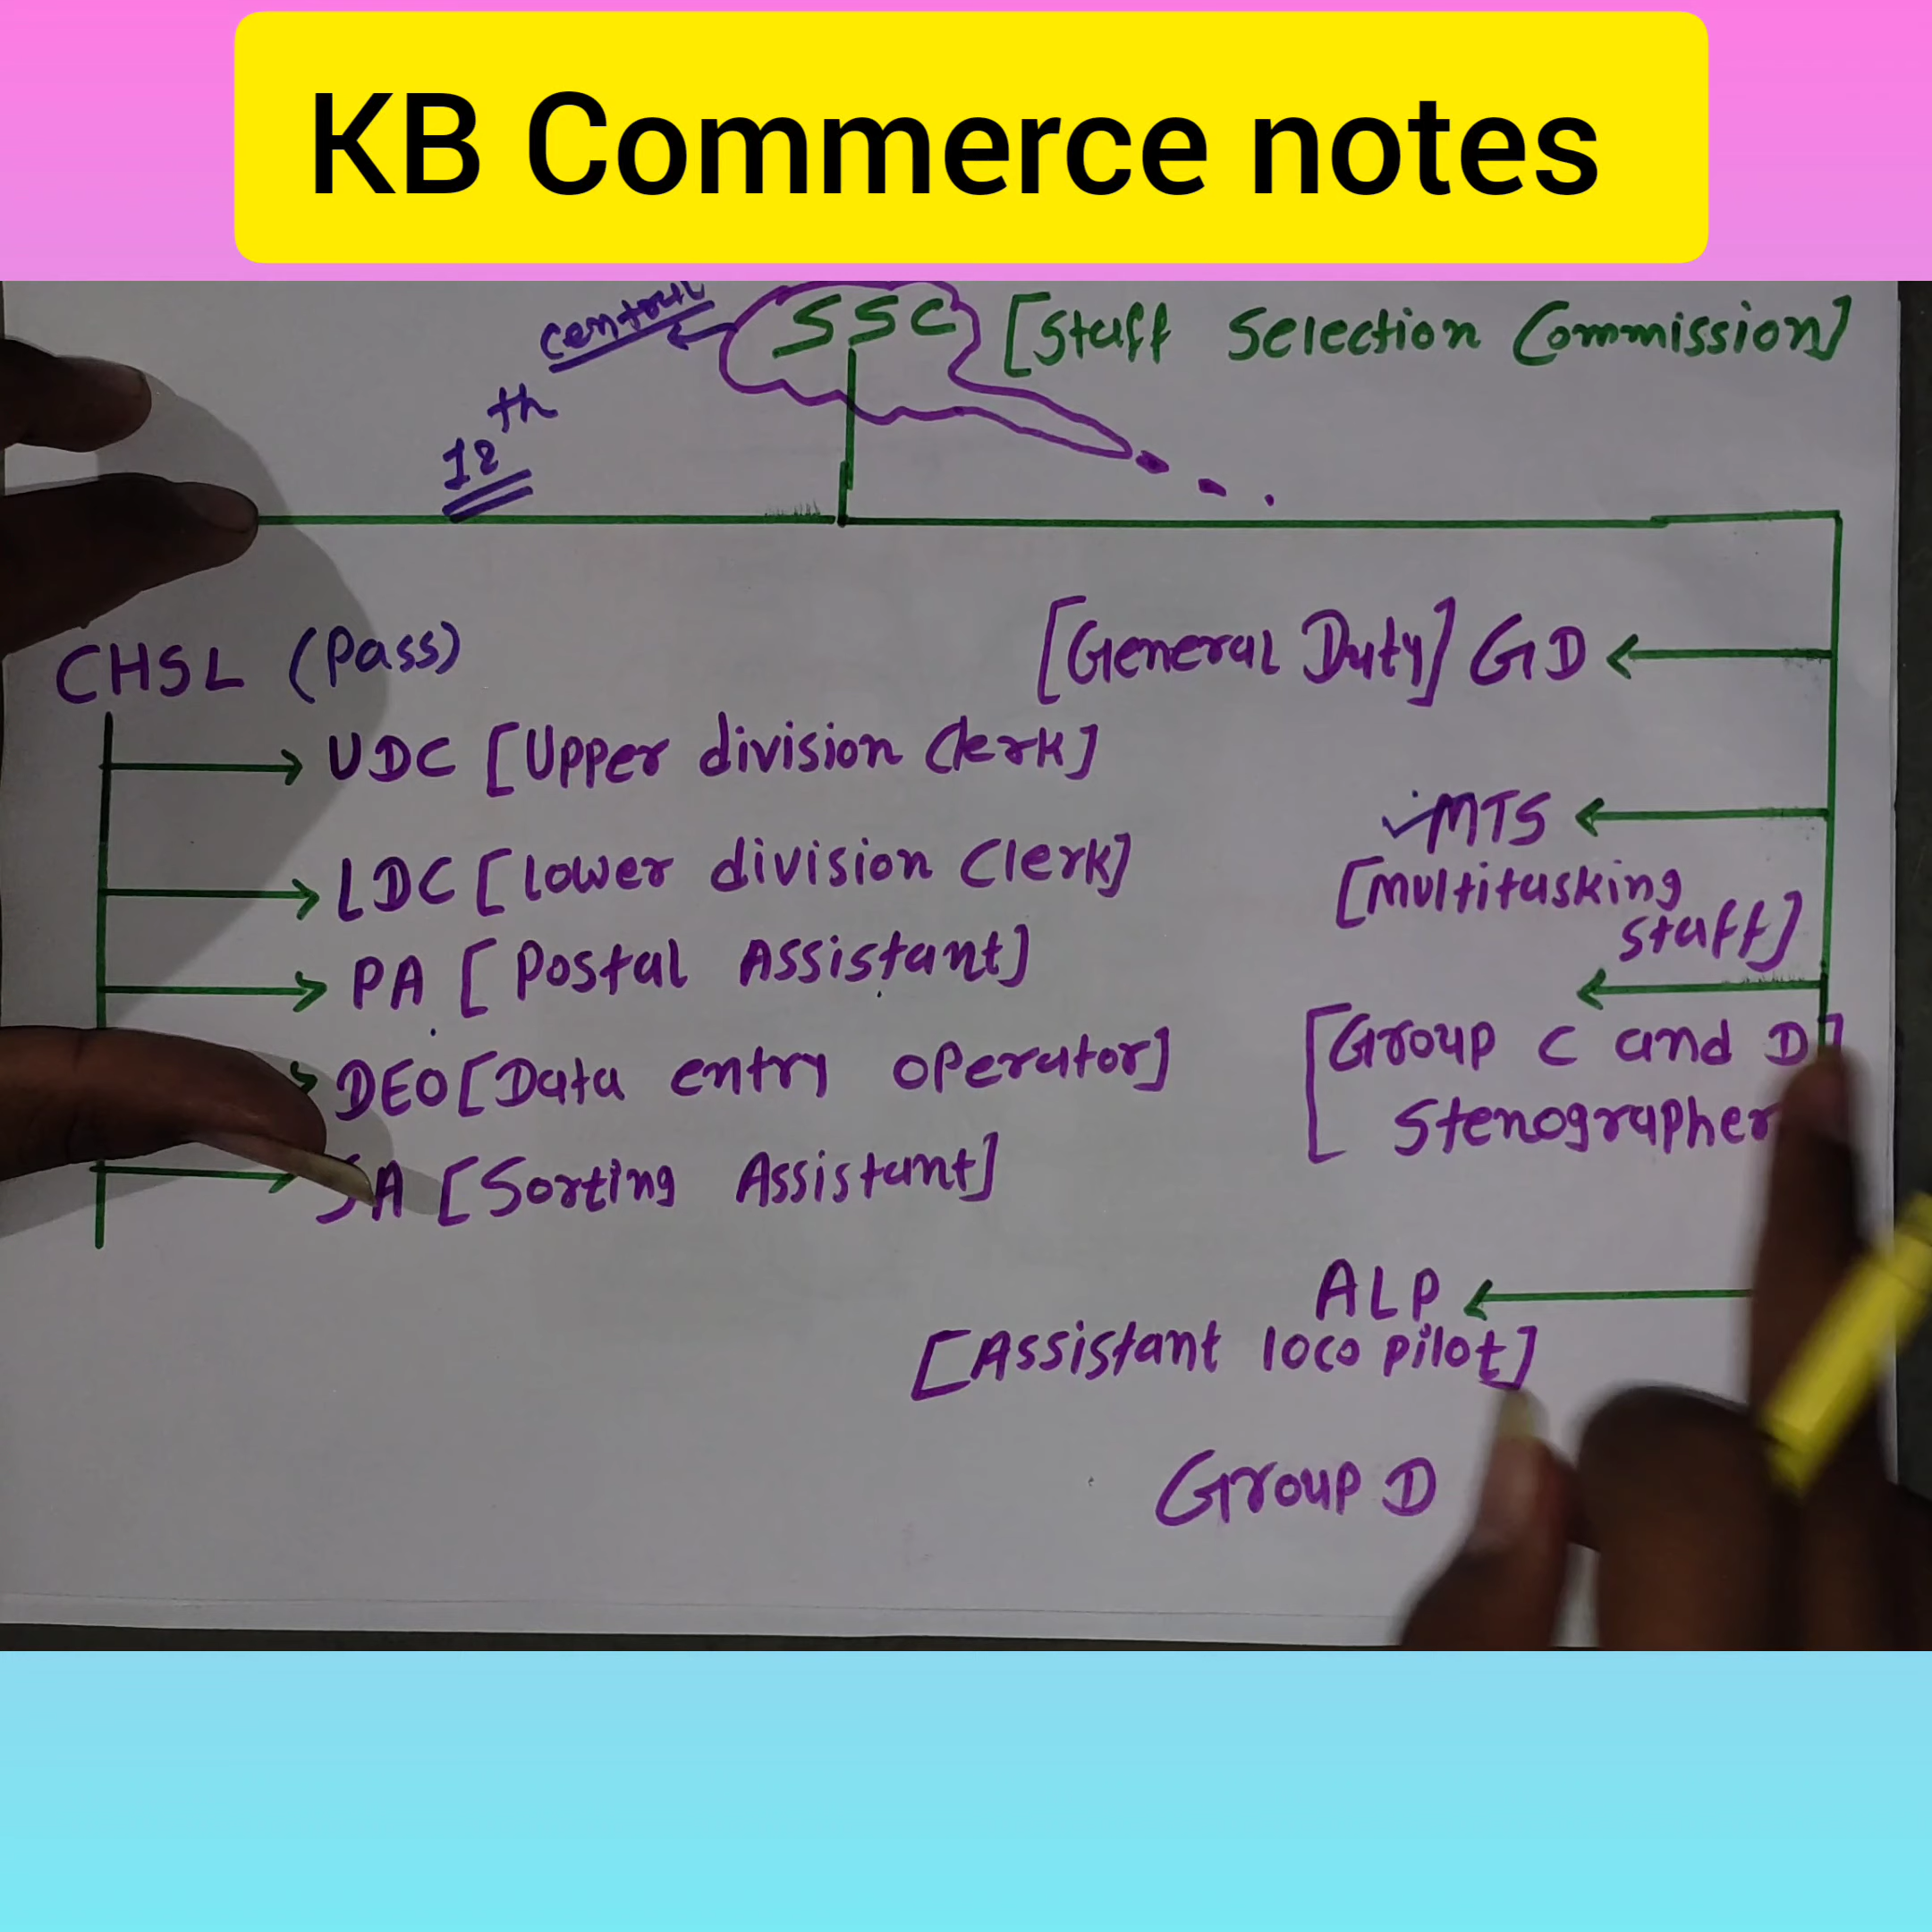 KB Commerce notes
SSC [Staff Selection Commission]
12th
CHSL (Pass)
UDC [Upper division Clerk]
LDC [lower division Clerk]
PA [Postal Assistant]
DEO [Data entry operator]
SA [Sorting Assistant]
[General Duty] GD
MTS
[multitasking
staff]
[Group C and D]
Stenographer
ALP
[Assistant loco pilot]
Group D